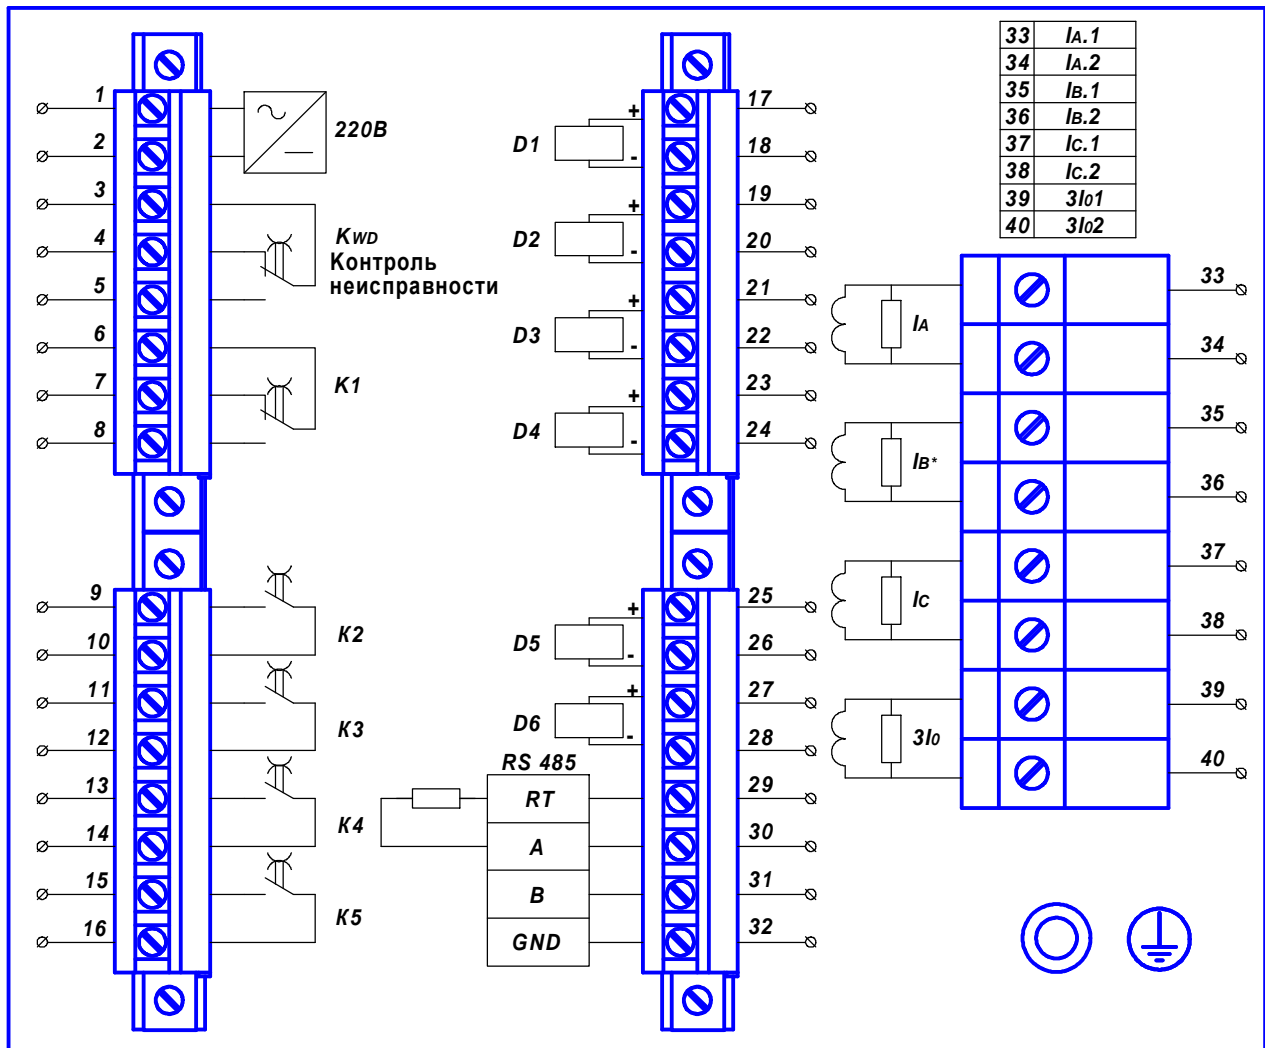 1
2
220В
3
4
5
KWD
Контроль
неисправности
6
7
8
K1
9
10
K2
11
12
K3
13
14
K4
15
16
K5
D1
+
-
17
18
D2
+
-
19
20
D3
+
-
21
22
D4
+
-
23
24
D5
+
-
25
26
D6
+
-
27
28
RS 485
RT
29
A
30
B
31
GND
32
33 IA.1
34 IA.2
35 IB.1
36 IB.2
37 IC.1
38 IC.2
39 3I01
40 3I02
IA
33
34
IB*
35
36
IC
37
38
3I0
39
40